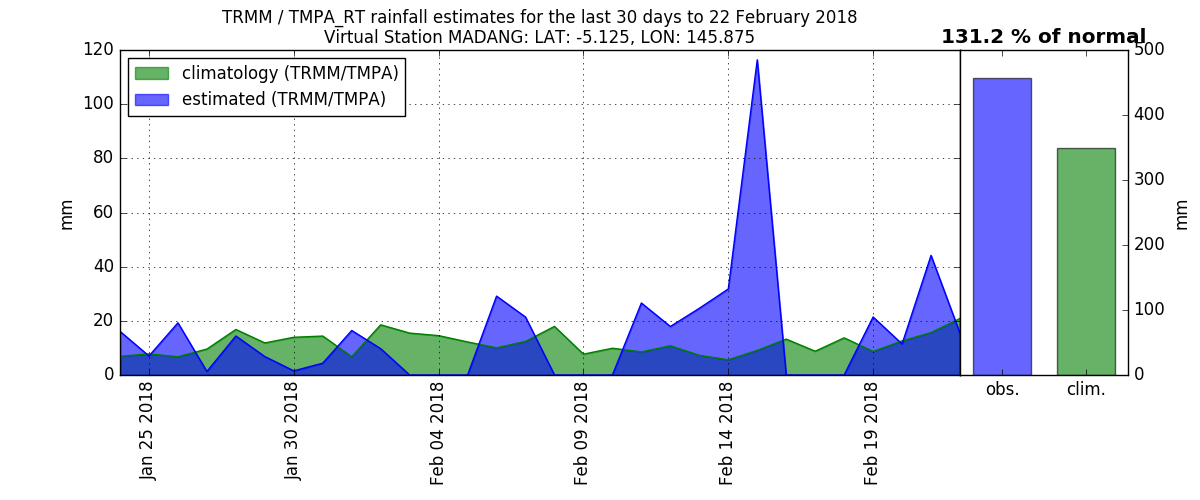 TRMM / TMPA_RT rainfall estimates for the last 30 days to 22 February 2018
Virtual Station MADANG: LAT: -5.125, LON: 145.875
131.2 % of normal
climatology (TRMM/TMPA)
estimated (TRMM/TMPA)
120
100
80
60
40
20
0
mm
Jan 25 2018
Jan 30 2018
Feb 04 2018
Feb 09 2018
Feb 14 2018
Feb 19 2018
obs.
clim.
500
400
300
200
100
0
mm